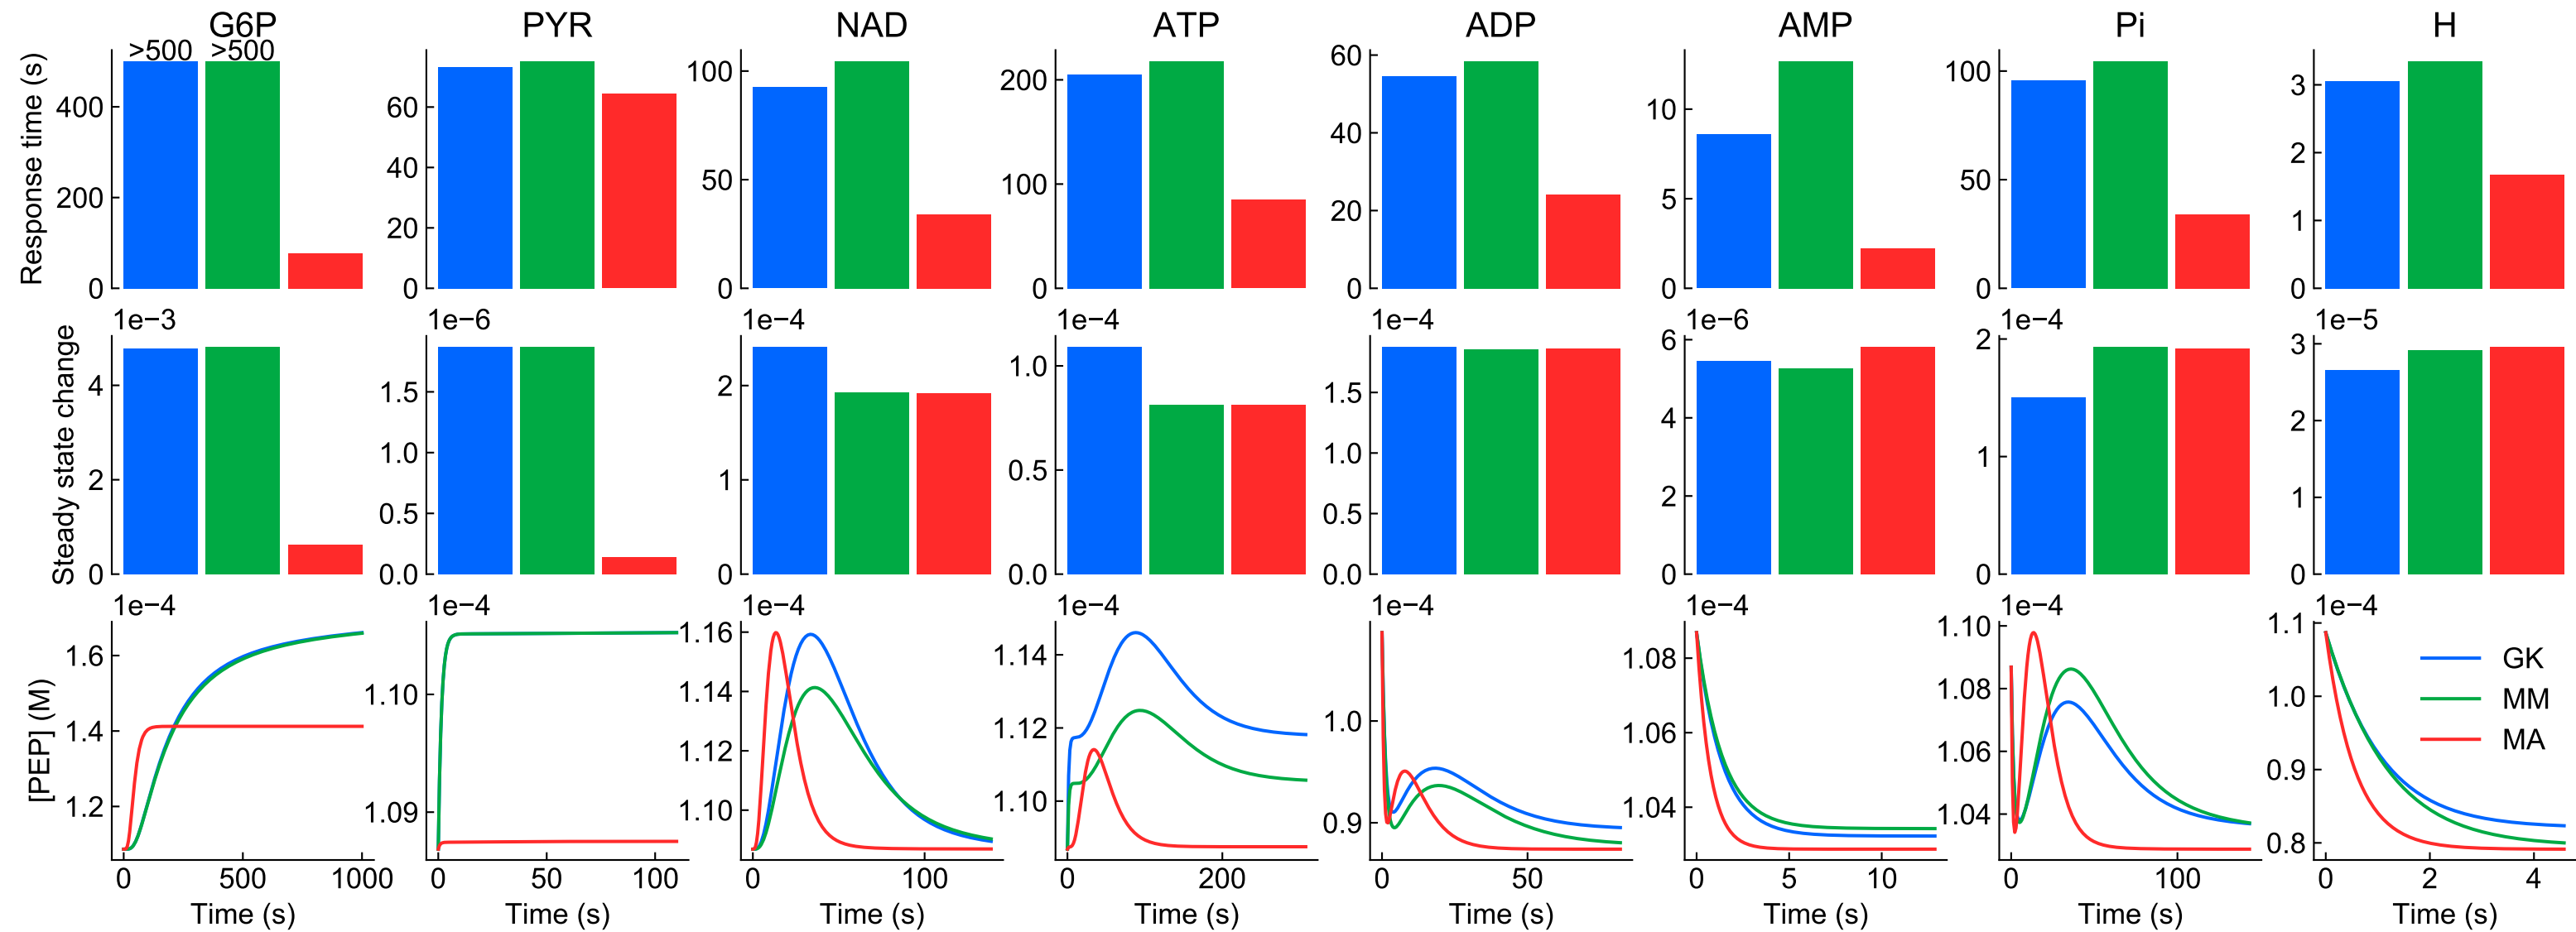 G6P PYR NAD ATP ADP AMP Pi H
>500 >500
Response time (s)
400 200 0
60 40 20 0
100 50 0
200 100 0
60 40 20 0
10 5 0
100 50 0
3 2 1 0
Steady state change
1e−3 4 2 0
1e−6 1.5 1.0 0.5 0.0
1e−4 2 1 0
1e−4 1.0 0.5 0.0
1e−4 1.5 1.0 0.5 0.0
1e−6 6 4 2 0
1e−4 2 1 0
1e−5 3 2 1 0
[PEP] (M)
1e−4 1.6 1.4 1.2
1e−4 1.10 1.09
1e−4 1.16 1.14 1.12 1.10
1e−4 1.14 1.12 1.10
1e−4 1.0 0.9
1e−4 1.08 1.06 1.04
1e−4 1.10 1.08 1.06 1.04
1e−4 1.1 1.0 0.9 0.8
GK
MM
MA
0 500 1000 0 50 100 0 100 0 200 0 50 0 5 10 0 100 0 2 4
Time (s) Time (s) Time (s) Time (s) Time (s) Time (s) Time (s) Time (s)